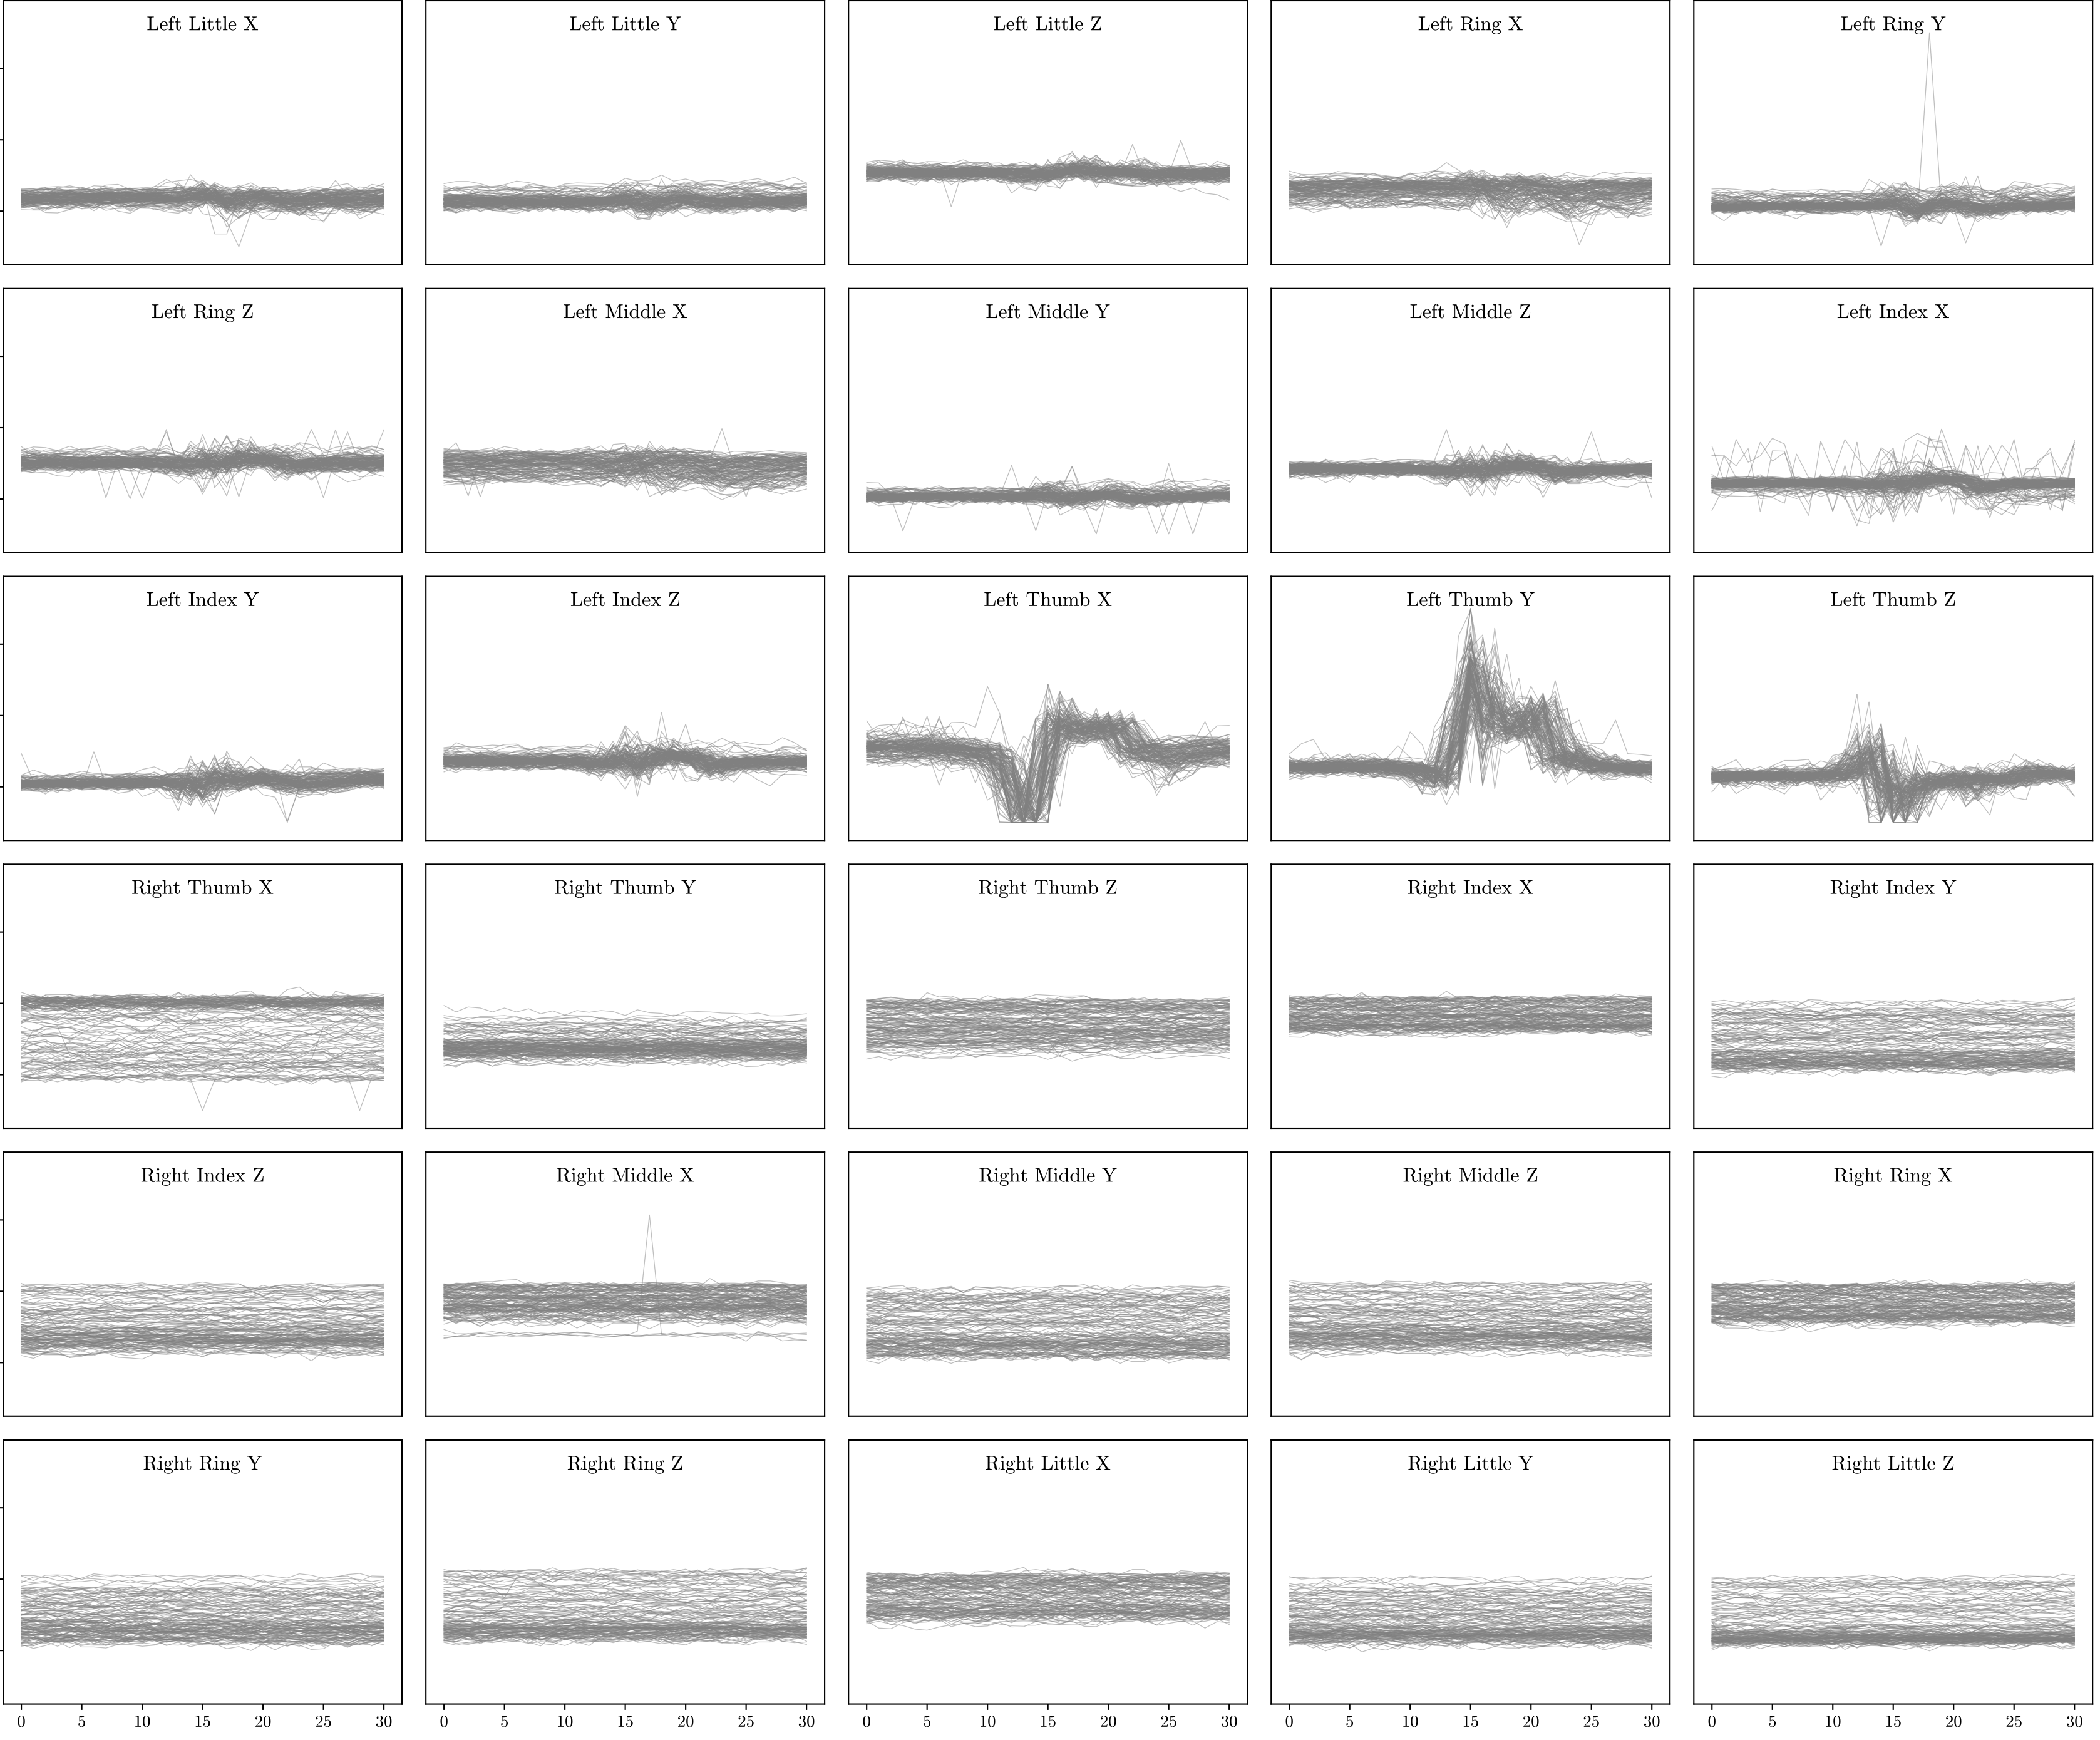 Left Little X Left Little Y Left Little Z Left Ring X Left Ring Y
Left Ring Z Left Middle X Left Middle Y Left Middle Z Left Index X
Left Index Y Left Index Z Left Thumb X Left Thumb Y Left Thumb Z
Right Thumb X Right Thumb Y Right Thumb Z Right Index X Right Index Y
Right Index Z Right Middle X Right Middle Y Right Middle Z Right Ring X
Right Ring Y Right Ring Z Right Little X Right Little Y Right Little Z
0 5 10 15 20 25 30 0 5 10 15 20 25 30 0 5 10 15 20 25 30 0 5 10 15 20 25 30 0 5 10 15 20 25 30